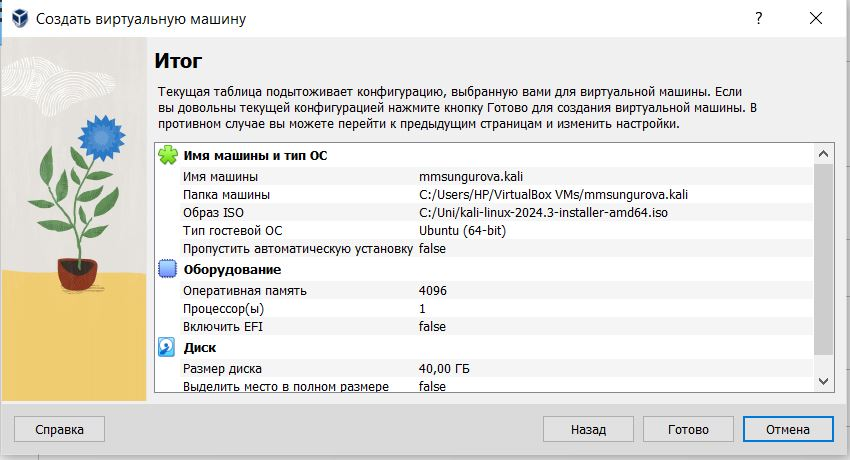 Создать виртуальную машину
?
Итог
Текущая таблица подытоживает конфигурацию, выбранную вами для виртуальной машины. Если
вы довольны текущей конфигурацией нажмите кнопку Готово для создания виртуальной машины. В
противном случае вы можете перейти к предыдущим страницам и изменить настройки.
Имя машины и тип ОС
Имя машины mmsungurova.kali
Папка машины C:/Users/HP/VirtualBox VMs/mmsungurova.kali
Образ ISO C:/Uni/kali-linux-2024.3-installer-amd64.iso
Тип гостевой ОС Ubuntu (64-bit)
Пропустить автоматическую установку false
Оборудование
Оперативная память 4096
Процессор(ы) 1
Включить EFI false
Диск
Размер диска 40,00 ГБ
Выделить место в полном размере false
Справка Назад Готово Отмена